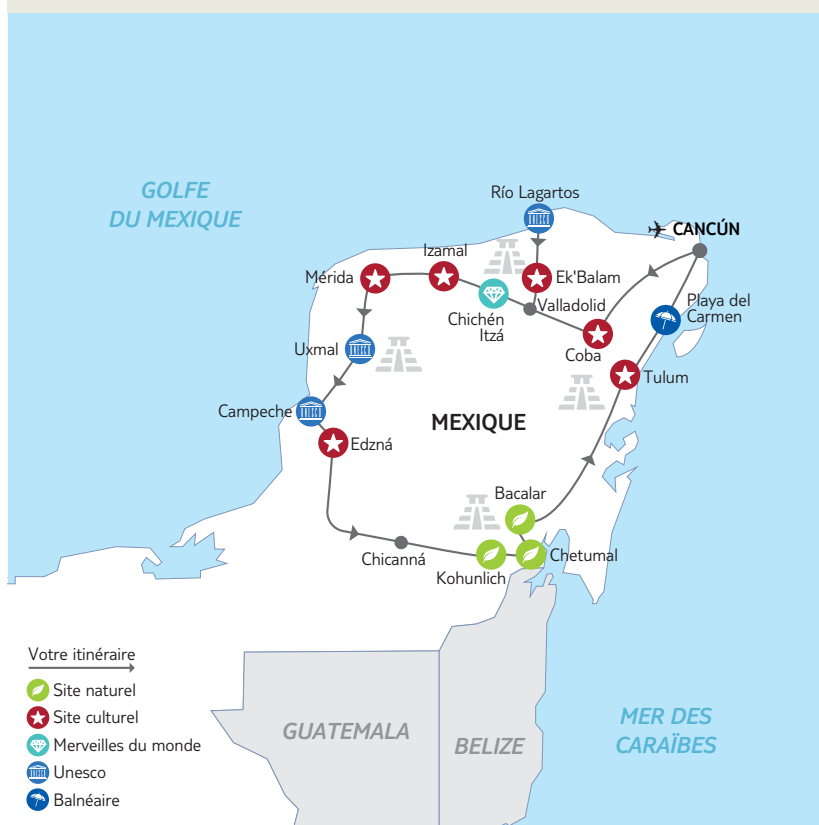 GOLFE
DU MEXIQUE
Río Lagartos
CANCÚN
Izamal
Mérida
Ek'Balam
Valladolid
Chichén
Itzá
Playa del
Carmen
Uxmal
Coba
Tulum
Campeche
MEXIQUE
Edzná
Bacalar
Chicanná
Kohunlich
Chetumal
Votre itinéraire
Site naturel
Site culturel
Merveilles du monde
Unesco
Balnéaire
GUATEMALA
BELIZE
MER DES
CARAÏBES